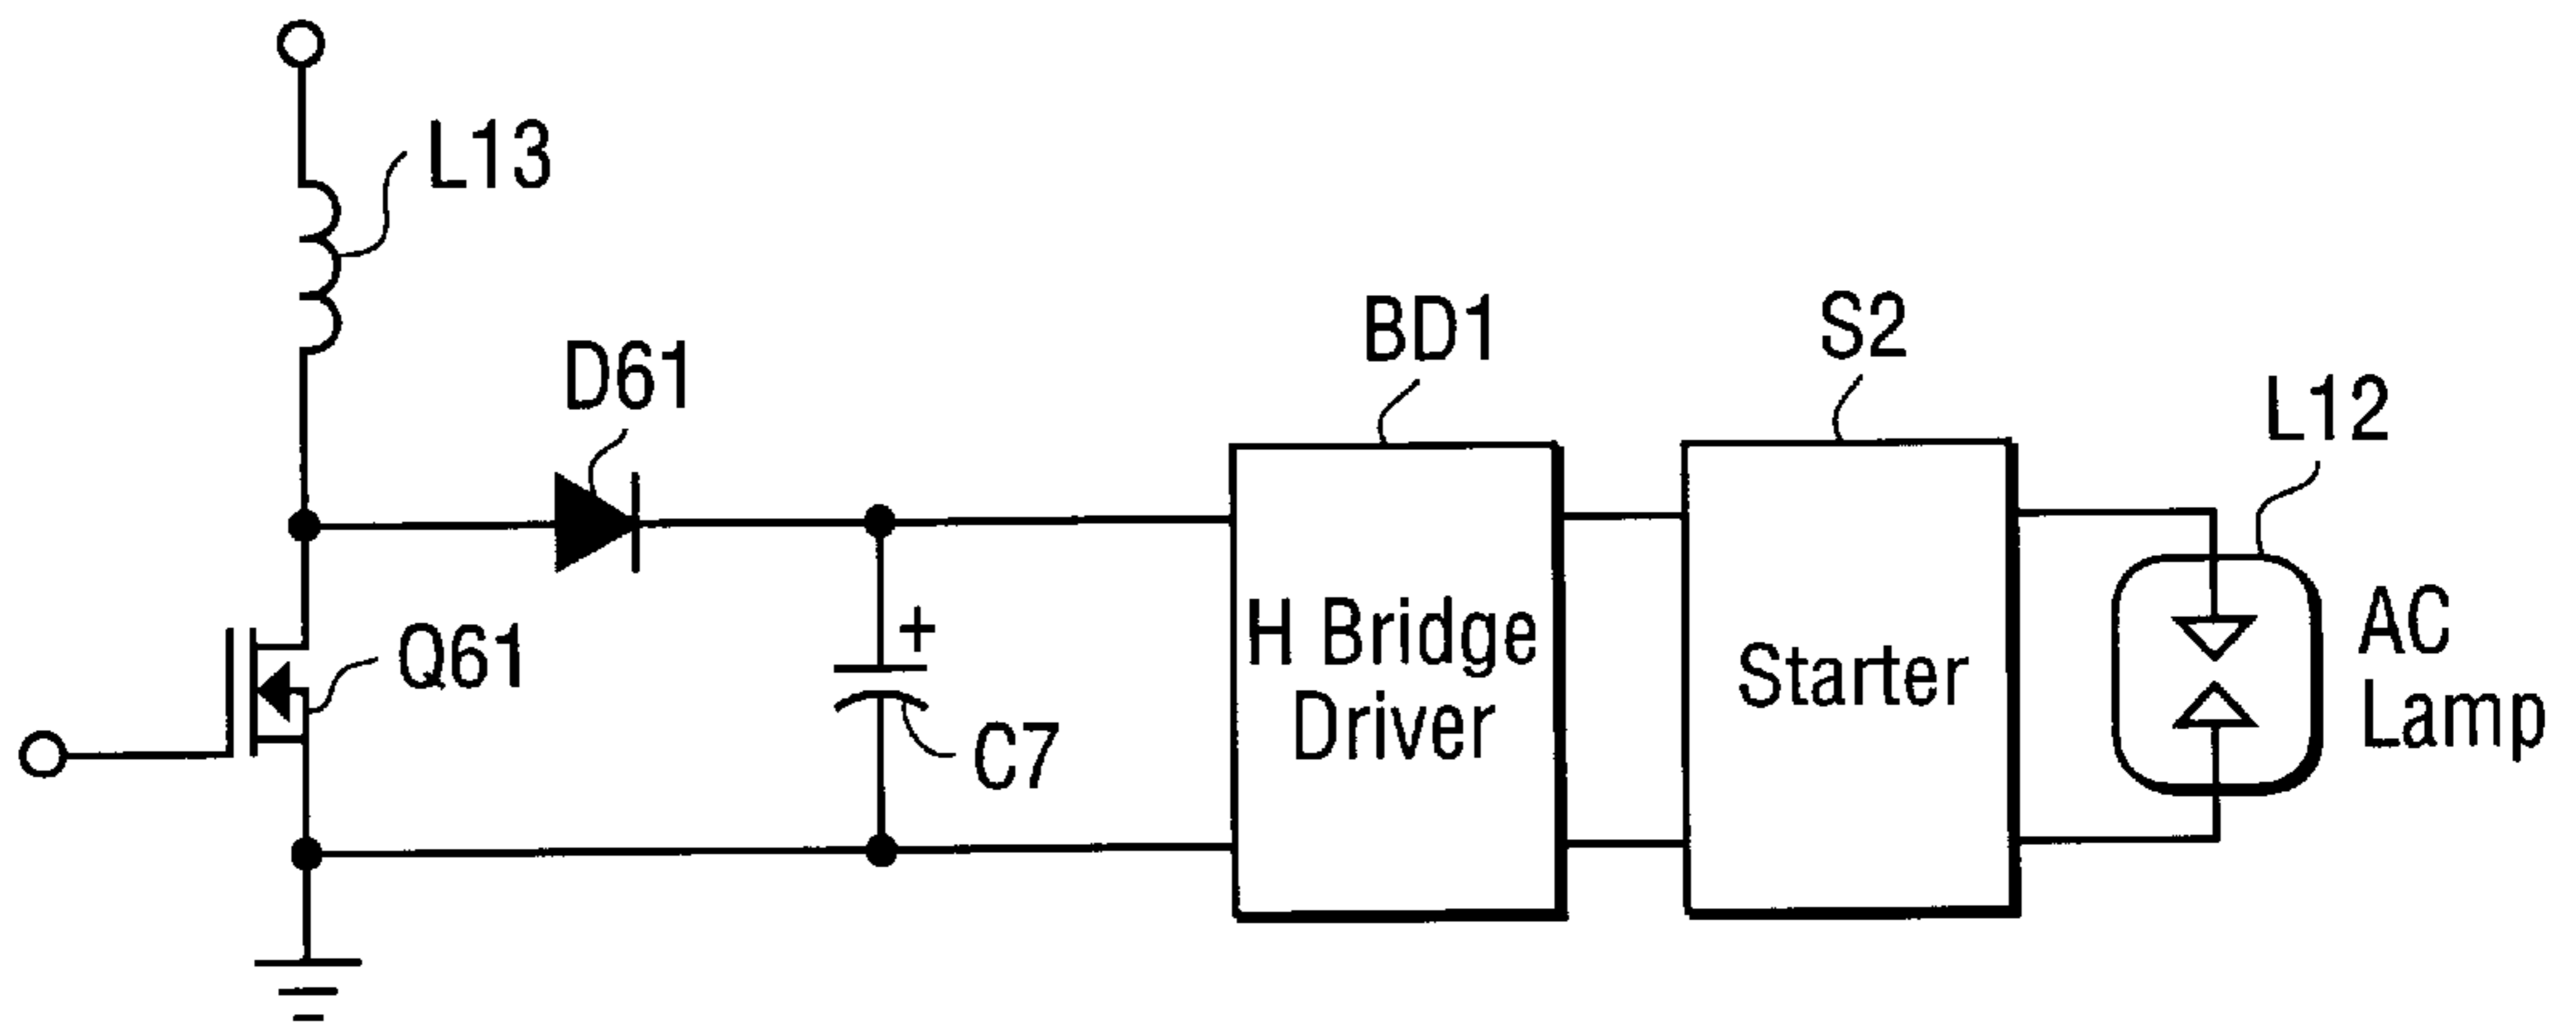 L13
D61
Q61
+
C7
BD1
H Bridge
Driver
S2
Starter
L12
AC
Lamp